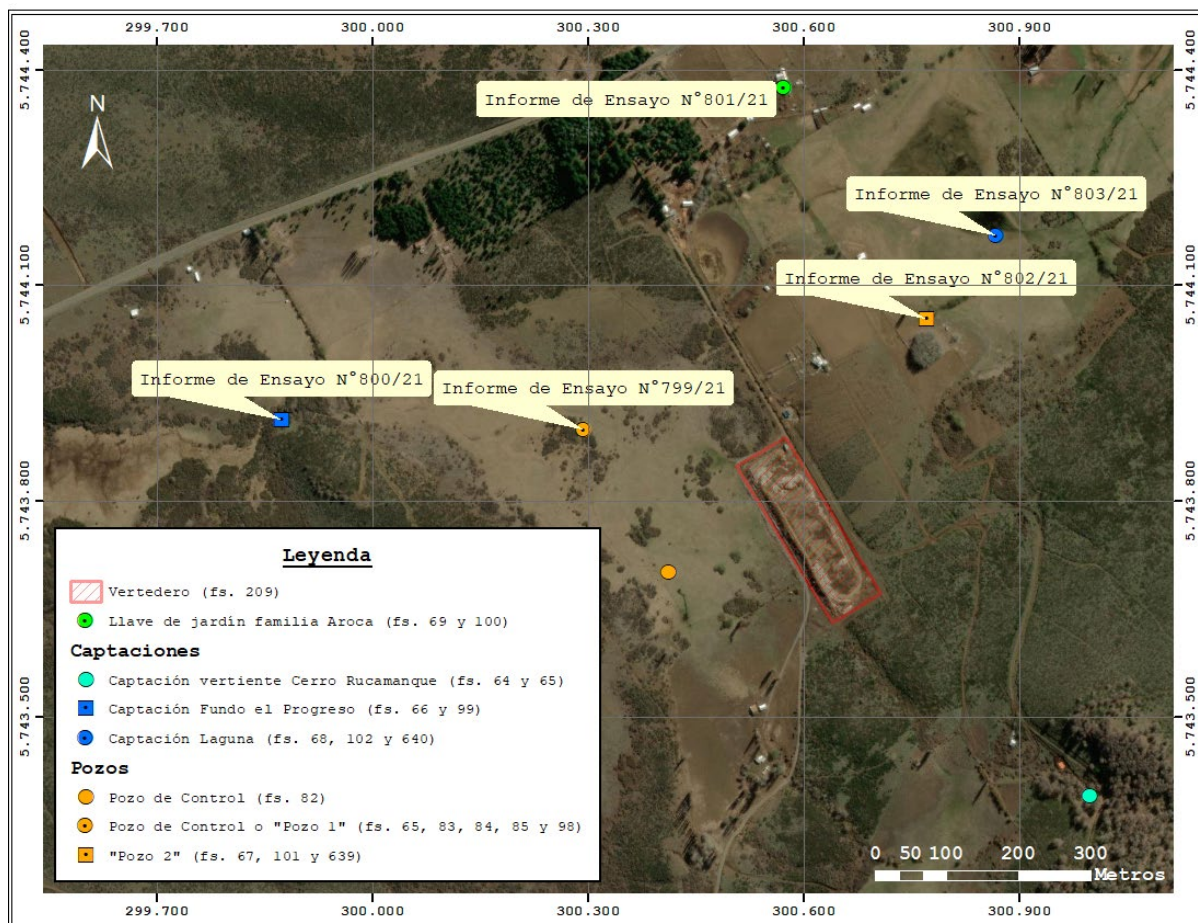 299.700 300.000 300.300 300.600 300.900
5.744.400 5.744.400
N
Informe de Ensayo N°801/21
Informe de Ensayo N°803/21
5.744.100 5.744.100
Informe de Ensayo N°802/21
Informe de Ensayo N°800/21
Informe de Ensayo N°799/21
5.743.800 5.743.800
Leyenda
Vertedero (fs. 209)
Llave de jardín familia Aroca (fs. 69 y 100)
Captaciones
Captación vertiente Cerro Rucamanque (fs. 64 y 65)
Captación Fundo el Progreso (fs. 66 y 99)
Captación Laguna (fs. 68, 102 y 640)
Pozos
Pozo de Control (fs. 82)
Pozo de Control o "Pozo 1" (fs. 65, 83, 84, 85 y 98)
"Pozo 2" (fs. 67, 101 y 639)
5.743.500 5.743.500
0 50 100 200 300
Metros
299.700 300.000 300.300 300.600 300.900